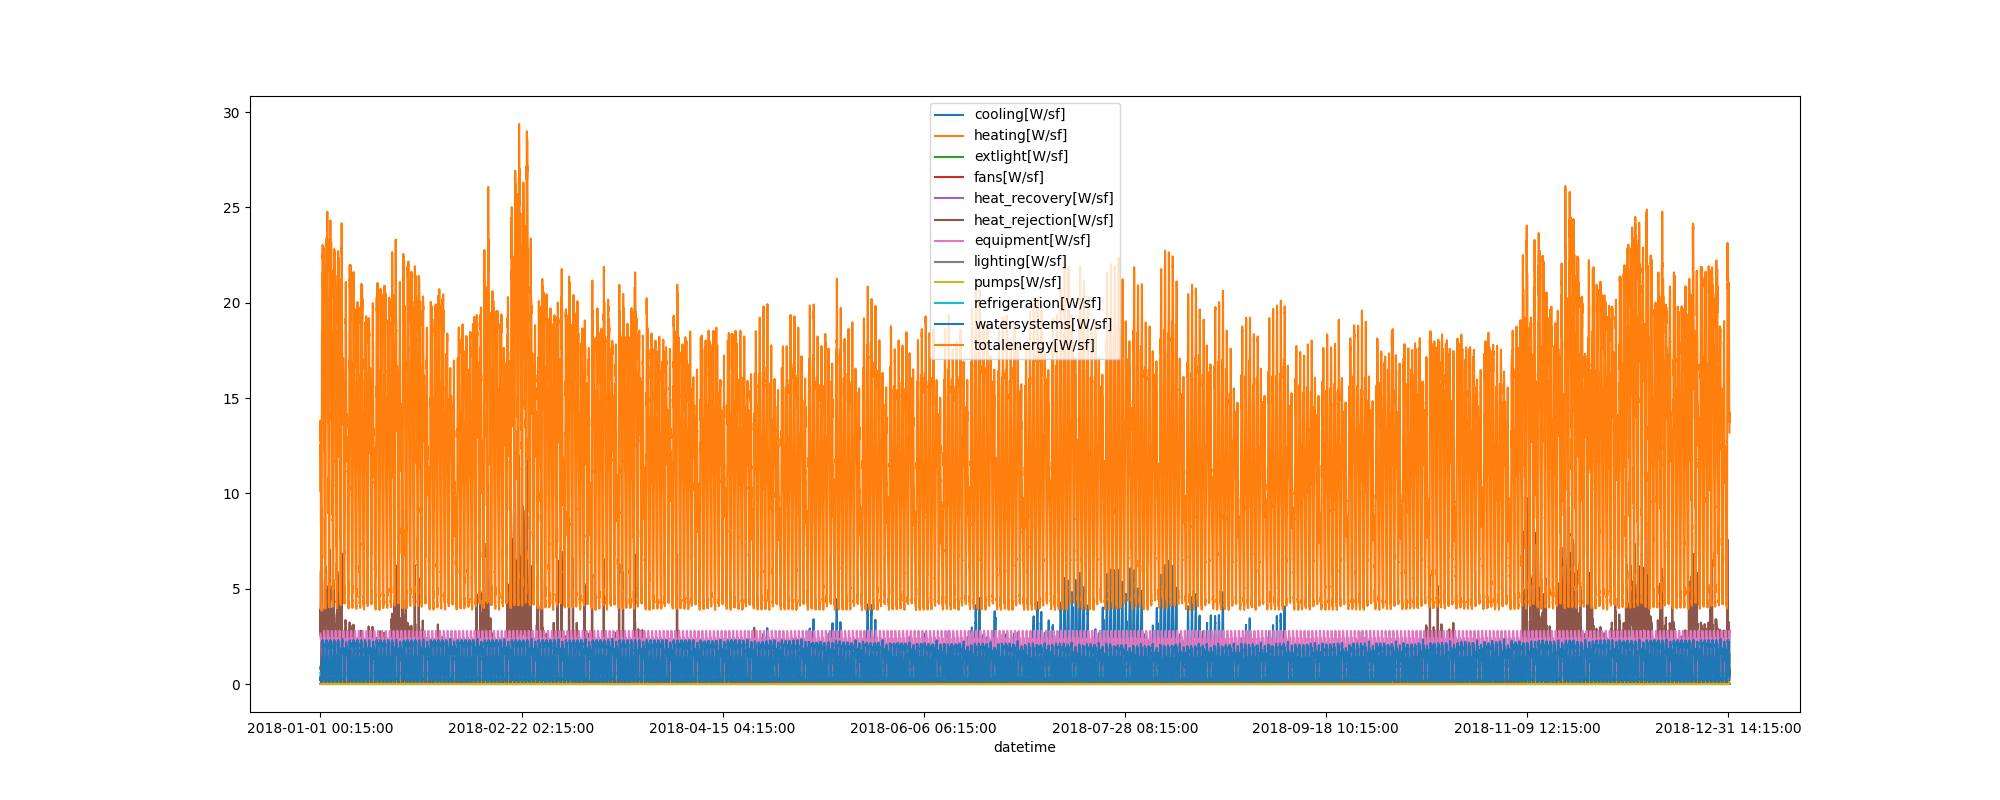 30
25
20
15
10
5
0
cooling[W/sf]
heating[W/sf]
extlight[W/sf]
fans[W/sf]
heat_recovery[W/sf]
heat_rejection[W/sf]
equipment[W/sf]
lighting[W/sf]
pumps[W/sf]
refrigeration[W/sf]
watersystems[W/sf]
totalenergy[W/sf]
2018-01-01 00:15:00 2018-02-22 02:15:00 2018-04-15 04:15:00 2018-06-06 06:15:00 2018-07-28 08:15:00 2018-09-18 10:15:00 2018-11-09 12:15:00 2018-12-31 14:15:00
datetime